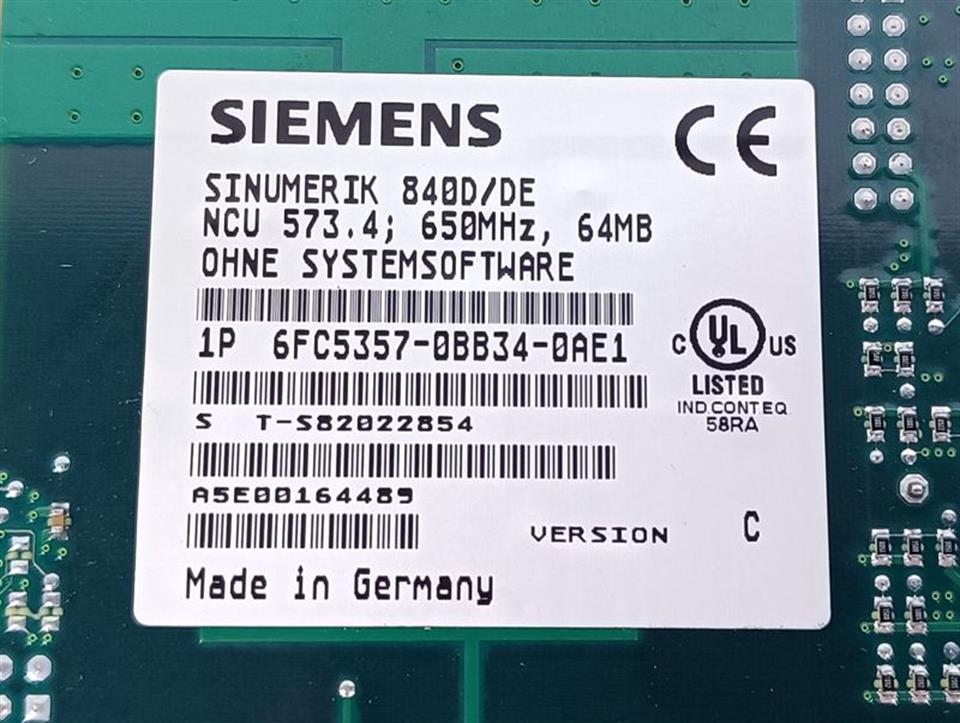 SIEMENS
CE
SINUMERIK 840D/DE
NCU 573.4; 650MHz, 64MB
OHNE SYSTEMSOFTWARE
1P 6FC5357-0BB34-0AE1
C UL US
LISTED
IND.CONT.EQ.
58RA
S T-S82022854
A5E00164489
VERSION C
Made in Germany